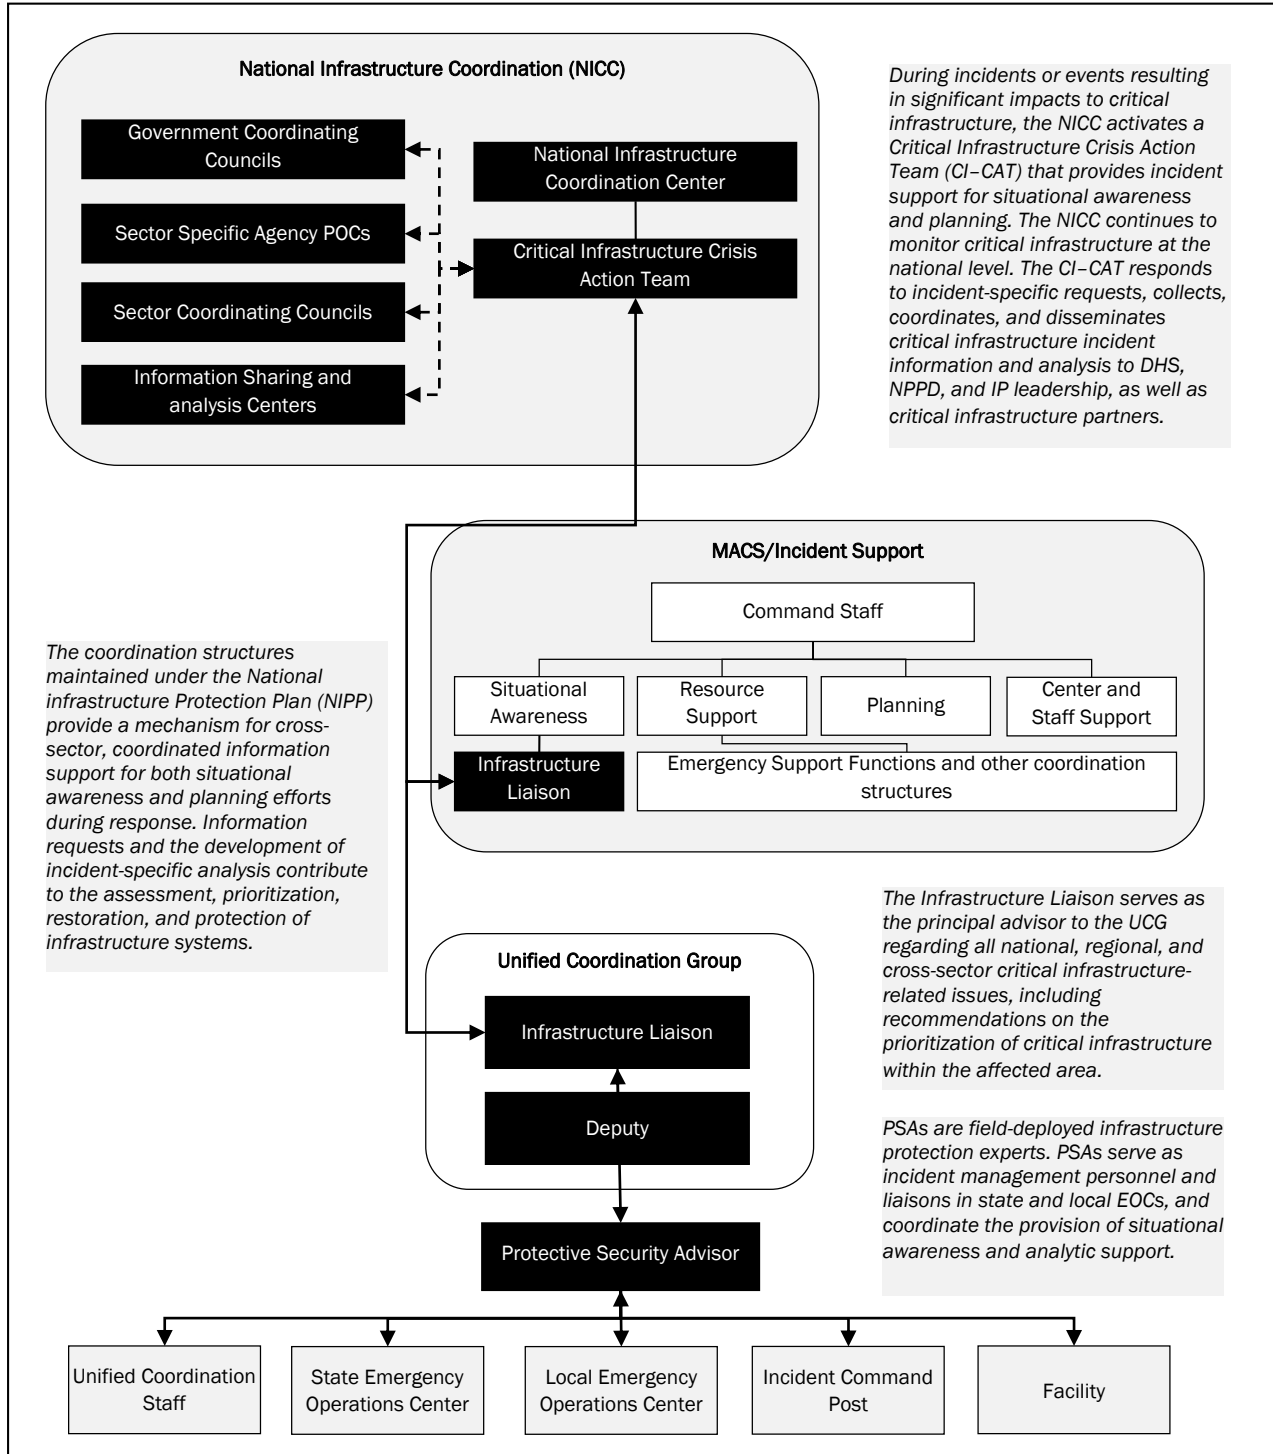 National Infrastructure Coordination (NICC)
Government Coordinating
Councils
Sector Specific Agency POCs
Sector Coordinating Councils
Information Sharing and
analysis Centers
National Infrastructure
Coordination Center
Critical Infrastructure Crisis
Action Team
During incidents or events resulting
in significant impacts to critical
infrastructure, the NICC activates a
Critical Infrastructure Crisis Action
Team (CI–CAT) that provides incident
support for situational awareness
and planning. The NICC continues to
monitor critical infrastructure at the
national level. The CI–CAT responds
to incident-specific requests, collects,
coordinates, and disseminates
critical infrastructure incident
information and analysis to DHS,
NPPD, and IP leadership, as well as
critical infrastructure partners.
MACS/Incident Support
Command Staff
Situational
Awareness
Resource
Support
Planning
Center and
Staff Support
Infrastructure
Liaison
Emergency Support Functions and other coordination
structures
The coordination structures
maintained under the National
infrastructure Protection Plan (NIPP)
provide a mechanism for cross-
sector, coordinated information
support for both situational
awareness and planning efforts
during response. Information
requests and the development of
incident-specific analysis contribute
to the assessment, prioritization,
restoration, and protection of
infrastructure systems.
Unified Coordination Group
Infrastructure Liaison
Deputy
The Infrastructure Liaison serves as
the principal advisor to the UCG
regarding all national, regional, and
cross-sector critical infrastructure-
related issues, including
recommendations on the
prioritization of critical infrastructure
within the affected area.
PSAs are field-deployed infrastructure
protection experts. PSAs serve as
incident management personnel and
liaisons in state and local EOCs, and
coordinate the provision of situational
awareness and analytic support.
Protective Security Advisor
Unified Coordination
Staff
State Emergency
Operations Center
Local Emergency
Operations Center
Incident Command
Post
Facility